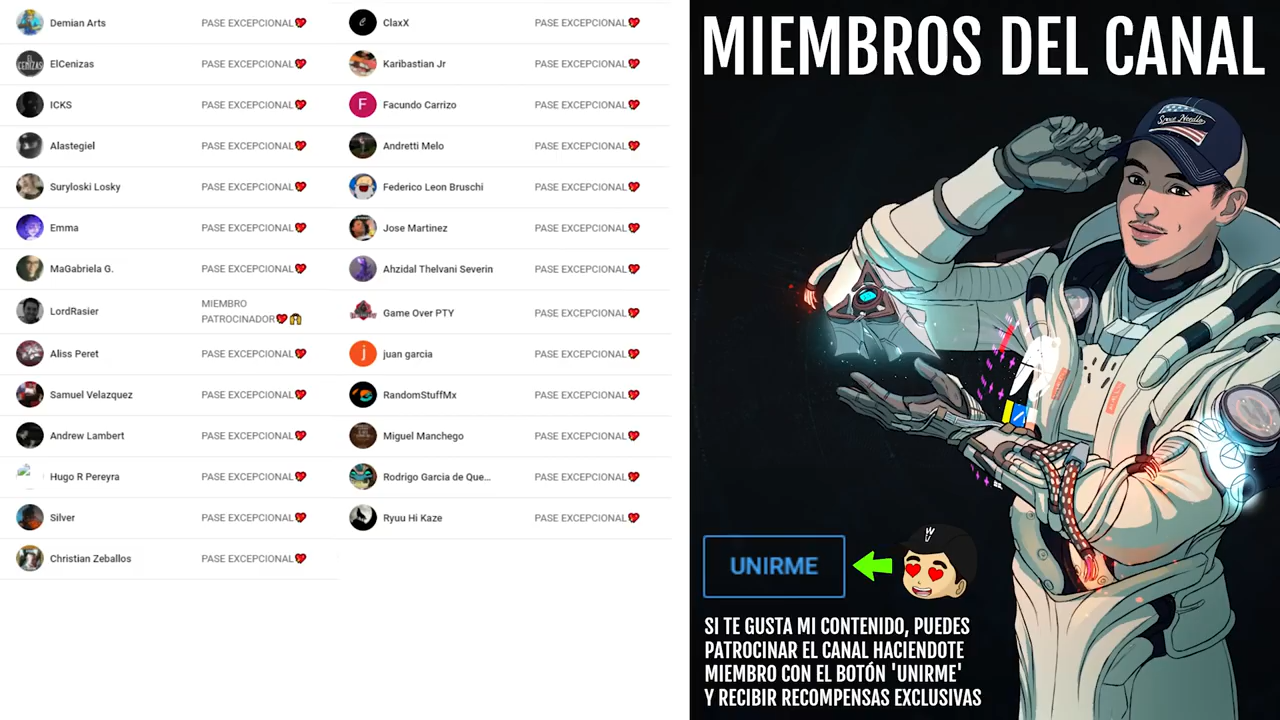 Demian Arts PASE EXCEPCIONAL
ElCenizas PASE EXCEPCIONAL
ICKS PASE EXCEPCIONAL
Alastegiel PASE EXCEPCIONAL
Suryloski Losky PASE EXCEPCIONAL
Emma PASE EXCEPCIONAL
MaGabriela G. PASE EXCEPCIONAL
LordRasier MIEMBRO
PATROCINADOR
Aliss Peret PASE EXCEPCIONAL
Samuel Velazquez PASE EXCEPCIONAL
Andrew Lambert PASE EXCEPCIONAL
Hugo R Pereyra PASE EXCEPCIONAL
Silver PASE EXCEPCIONAL
Christian Zeballos PASE EXCEPCIONAL
ClaxX PASE EXCEPCIONAL
Karibastian Jr PASE EXCEPCIONAL
F Facundo Carrizo PASE EXCEPCIONAL
Andretti Melo PASE EXCEPCIONAL
Federico Leon Bruschi PASE EXCEPCIONAL
Jose Martinez PASE EXCEPCIONAL
Ahzidal Thelvani Severin PASE EXCEPCIONAL
Game Over PTY PASE EXCEPCIONAL
j juan garcia PASE EXCEPCIONAL
RandomStuffMx PASE EXCEPCIONAL
Miguel Manchego PASE EXCEPCIONAL
Rodrigo Garcia de Que... PASE EXCEPCIONAL
Ryuu Hi Kaze PASE EXCEPCIONAL
MIEMBROS DEL CANAL
UNIRME
SI TE GUSTA MI CONTENIDO, PUEDES
PATROCINAR EL CANAL HACIENDOTE
MIEMBRO CON EL BOTÓN 'UNIRME'
Y RECIBIR RECOMPENSAS EXCLUSIVAS